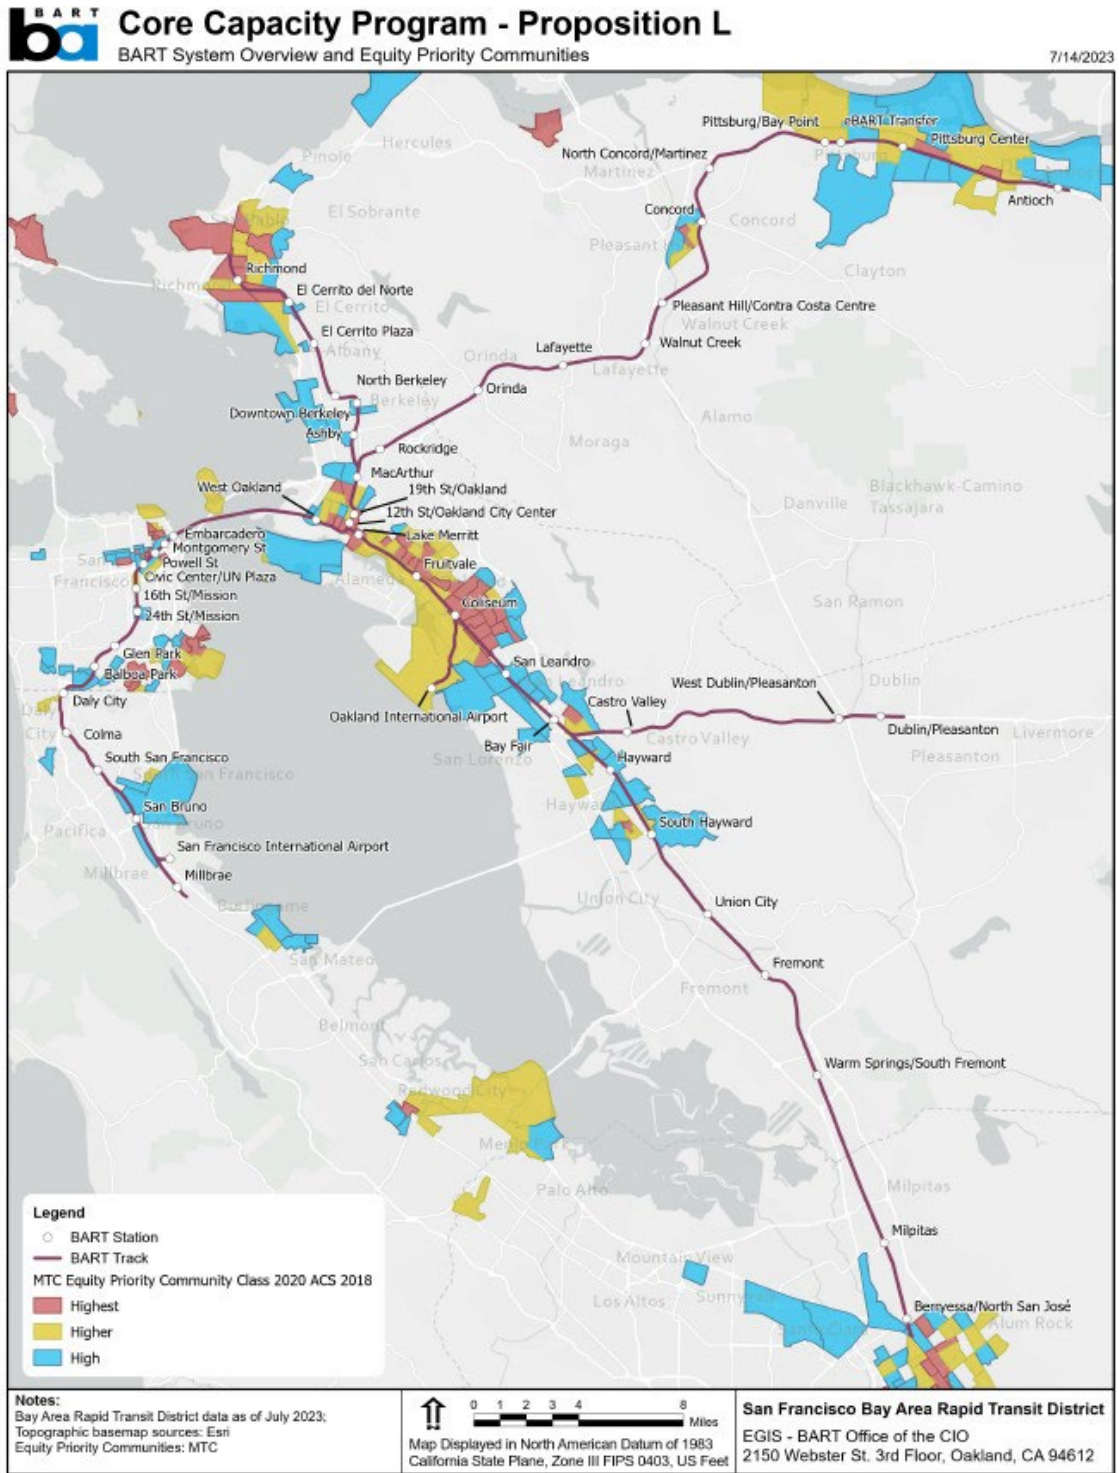 BART
ba
Core Capacity Program - Proposition L
BART System Overview and Equity Priority Communities
7/14/2023
Hercules
Pinole
Pittsburg/Bay Point
eBART Transfer
Pittsburg
Pittsburg Center
North Concord/Martinez
Martinez
Antioch
El Sobrante
Concord
Concord
Pleasant
Clayton
Richmond
El Cerrito del Norte
El Cerrito
Pleasant Hill/Contra Costa Centre
Walnut Creek
El Cerrito Plaza
Albany
Walnut Creek
Lafayette
Orinda
Lafayette
Orinda
North Berkeley
Berkeley
Downtown Berkeley
Ashby
Alamo
Moraga
Rockridge
MacArthur
West Oakland
19th St/Oakland
Blackhawk-Camino
Tassajara
Danville
12th St/Oakland City Center
Embarcadero
Lake Merritt
Montgomery St
San
Francisco
Powell St
Fruitvale
Civic Center/UN Plaza
Alameda
16th St/Mission
Coliseum
San Ramon
24th St/Mission
Glen Park
Balboa Park
San Leandro
Leandro
West Dublin/Pleasanton
Dublin
Daly City
Daly
City
Castro Valley
Oakland International Airport
Dublin/Pleasanton
Livermore
Colma
Bay Fair
Castro Valley
Pleasanton
South San Francisco
South San Francisco
San Lorenzo
Hayward
San Bruno
Bruno
Hayward
Pacifica
South Hayward
San Francisco International Airport
Millbrae
Millbrae
Union City
Union City
Burlingame
San Mateo
Fremont
Fremont
Belmont
San Carlos
Warm Springs/South Fremont
Redwood City
Menlo Park
Palo Alto
Milpitas
Milpitas
Mountain View
Los Altos
Sunnyvale
Santa Clara
Berryessa/North San José
Alum Rock
Legend
BART Station
BART Track
MTC Equity Priority Community Class 2020 ACS 2018
Highest
Higher
High
Notes:
Bay Area Rapid Transit District data as of July 2023;
Topographic basemap sources: Esri
Equity Priority Communities: MTC
0 1 2 3 4 8
Miles
Map Displayed in North American Datum of 1983
California State Plane, Zone III FIPS 0403, US Feet
San Francisco Bay Area Rapid Transit District
EGIS - BART Office of the CIO
2150 Webster St. 3rd Floor, Oakland, CA 94612